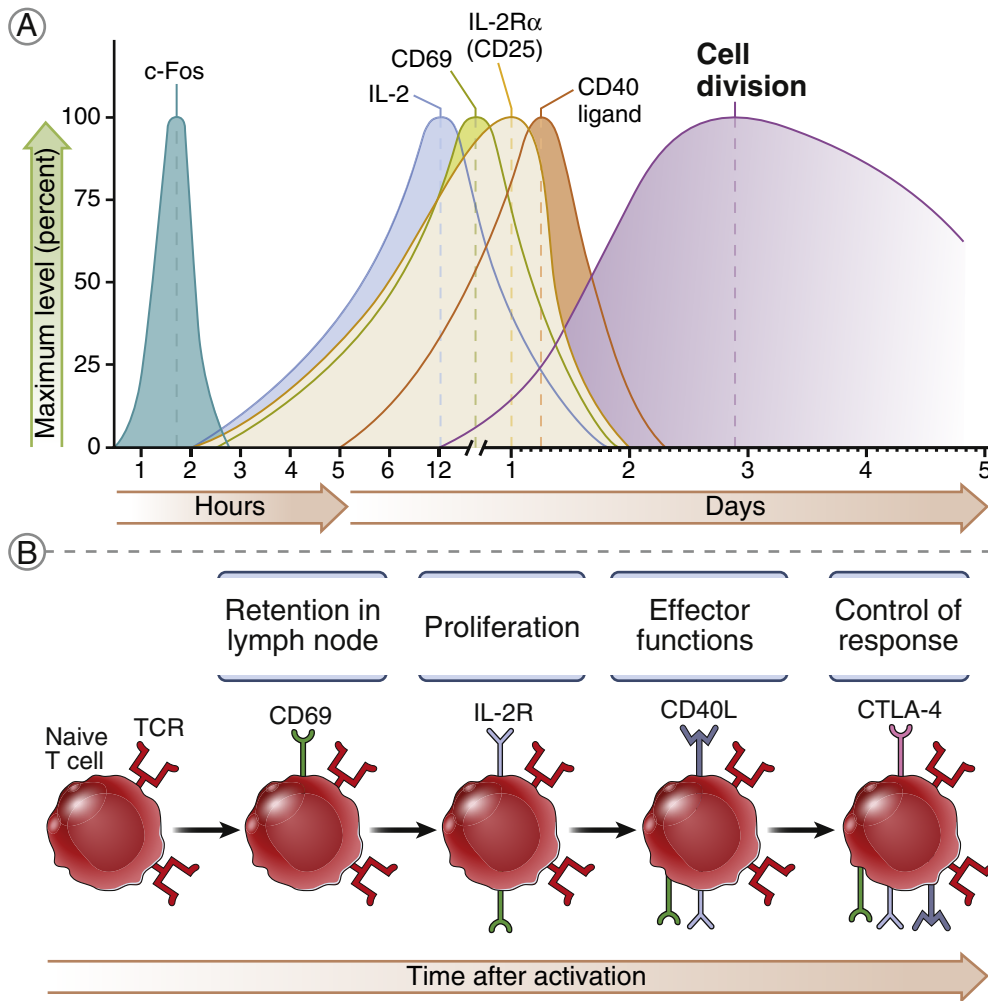 A
c-Fos
IL-2
CD69
IL-2Rα
(CD25)
CD40
ligand
Cell
division
Maximum level (percent)
100
75
50
25
0
1 2 3 4 5 6 12 1 2 3 4 5
Hours
Days
B
Retention in
lymph node
Proliferation
Effector
functions
Control of
response
Naive
T cell
TCR
CD69
IL-2R
CD40L
CTLA-4
Time after activation